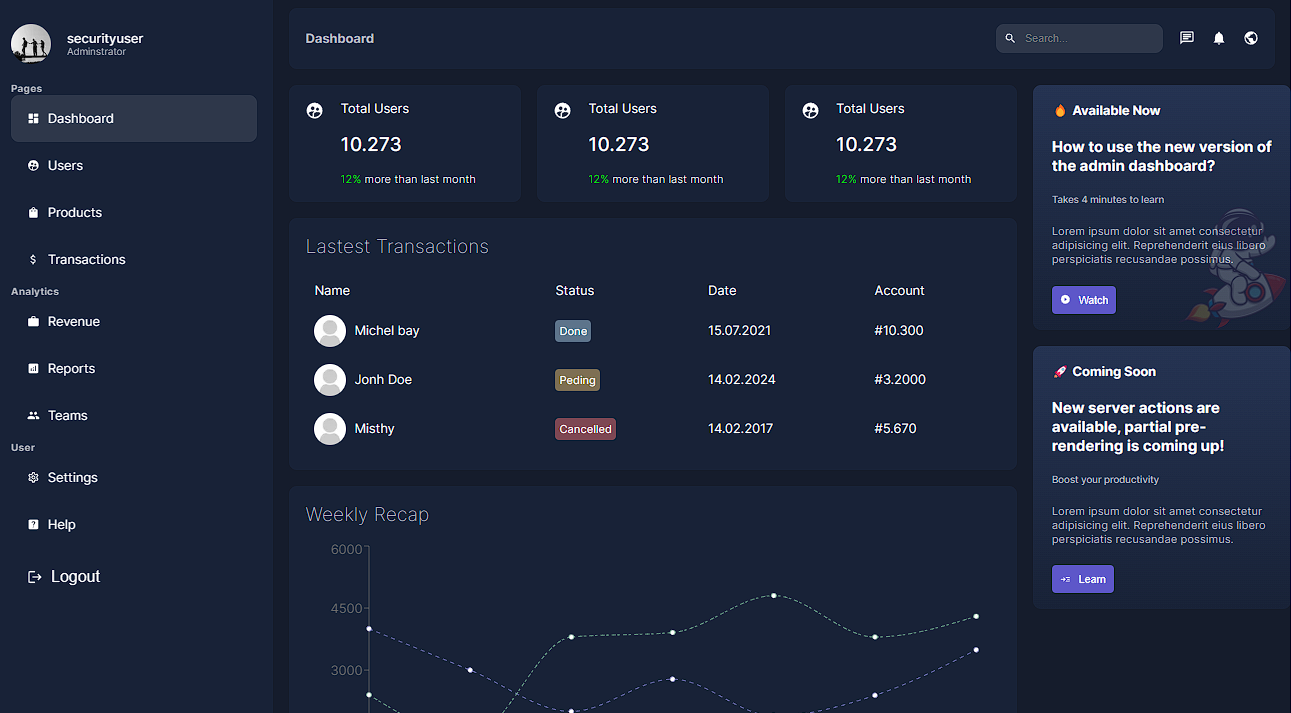 securityuser
Adminstrator
Pages
Dashboard
Users
Products
Transactions
Analytics
Revenue
Reports
Teams
User
Settings
Help
Logout
Dashboard
Search...
Total Users
10.273
12% more than last month
Total Users
10.273
12% more than last month
Total Users
10.273
12% more than last month
Lastest Transactions
Name Status Date Account
Michel bay Done 15.07.2021 #10.300
Jonh Doe Peding 14.02.2024 #3.2000
Misthy Cancelled 14.02.2017 #5.670
Weekly Recap
6000
4500
3000
🔥 Available Now
How to use the new version of
the admin dashboard?
Takes 4 minutes to learn
Lorem ipsum dolor sit amet consectetur
adipisicing elit. Reprehenderit eius libero
perspiciatis recusandae possimus.
Watch
🚀 Coming Soon
New server actions are
available, partial pre-
rendering is coming up!
Boost your productivity
Lorem ipsum dolor sit amet consectetur
adipisicing elit. Reprehenderit eius libero
perspiciatis recusandae possimus.
Learn